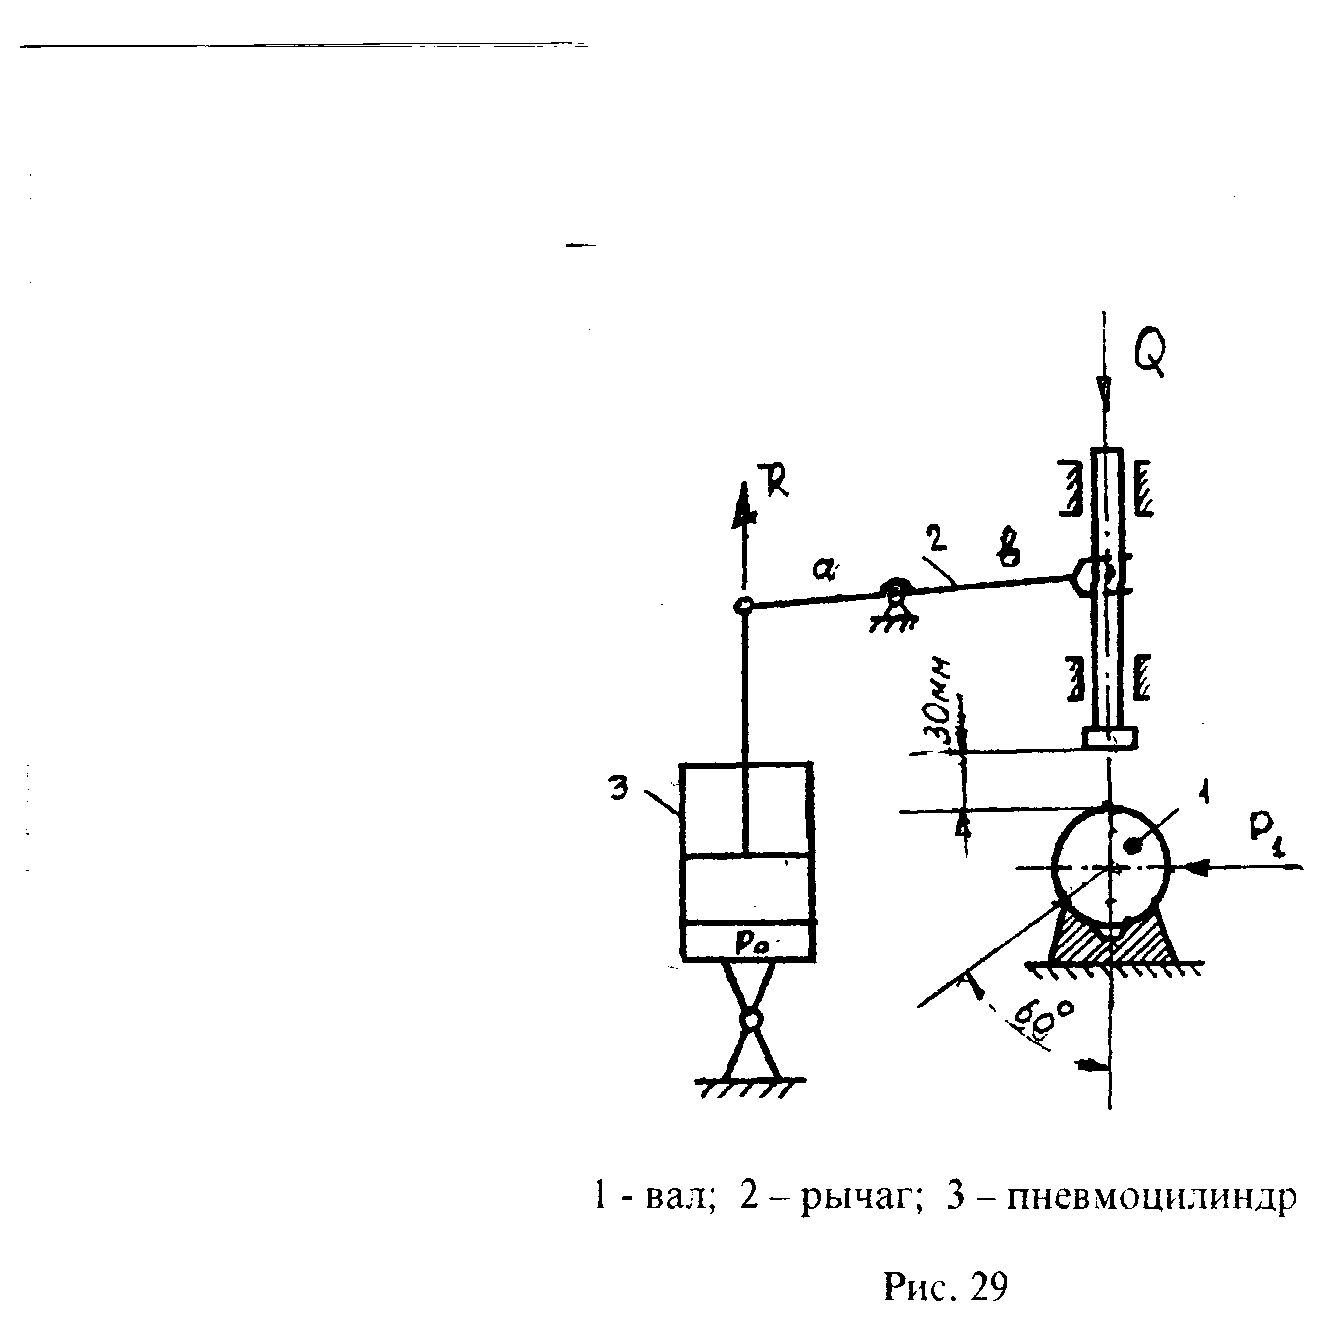 Q
R
2
a
в
30мм
3
1
P₁
P₀
60°
1 - вал; 2 – рычаг; 3 – пневмоцилиндр
Рис. 29